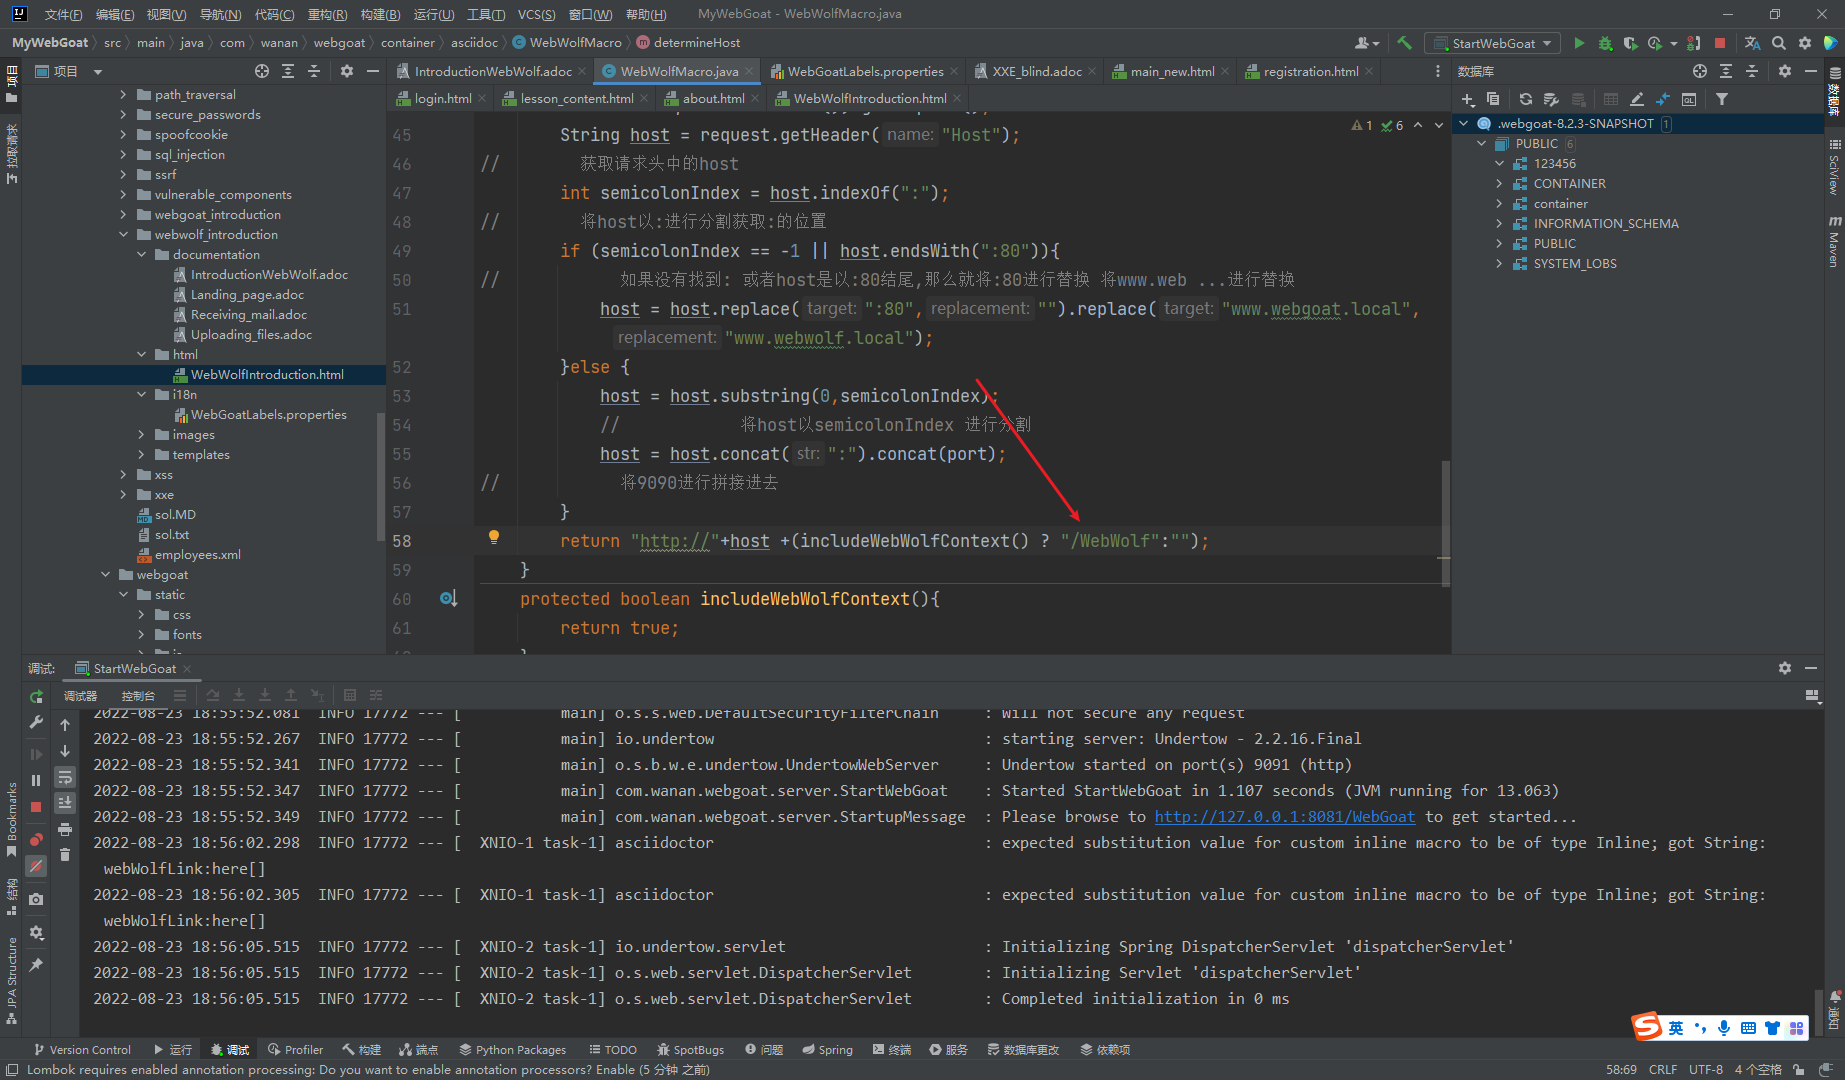 文件(F) 编辑(E) 视图(V) 导航(N) 代码(C) 重构(R) 构建(B) 运行(U) 工具(T) VCS(S) 窗口(W) 帮助(H) MyWebGoat - WebWolfMacro.java
MyWebGoat src main java com wanan webgoat container asciidoc WebWolfMacro determineHost StartWebGoat
项目
IntroductionWebWolf.adoc WebWolfMacro.java WebGoatLabels.properties XXE_blind.adoc main_new.html registration.html
login.html lesson_content.html about.html WebWolfIntroduction.html
数据库
项目
拉取请求
path_traversal
secure_passwords
spoofcookie
sql_injection
ssrf
vulnerable_components
webgoat_introduction
webwolf_introduction
documentation
IntroductionWebWolf.adoc
Landing_page.adoc
Receiving_mail.adoc
Uploading_files.adoc
html
WebWolfIntroduction.html
i18n
WebGoatLabels.properties
images
templates
xss
xxe
sol.MD
sol.txt
employees.xml
webgoat
static
css
fonts
1 6
45 String host = request.getHeader( name: "Host");
46 // 获取请求头中的host
47 int semicolonIndex = host.indexOf(":");
48 // 将host以:进行分割获取:的位置
49 if (semicolonIndex == -1 || host.endsWith(":80")){
50 // 如果没有找到: 或者host是以:80结尾,那么就将:80进行替换 将www.web ...进行替换
51 host = host.replace( target: ":80", replacement: "").replace( target: "www.webgoat.local",
replacement: "www.webwolf.local");
52 }else {
53 host = host.substring(0,semicolonIndex);
54 // 将host以semicolonIndex 进行分割
55 host = host.concat( str: ":").concat(port);
56 // 将9090进行拼接进去
57 }
58 return "http://"+host +(includeWebWolfContext() ? "/WebWolf":"");
59 }
60 protected boolean includeWebWolfContext(){
61 return true;
.webgoat-8.2.3-SNAPSHOT 1
PUBLIC 6
123456
CONTAINER
container
INFORMATION_SCHEMA
PUBLIC
SYSTEM_LOBS
数据库
SciView
Maven
通知
调试: StartWebGoat
调试器 控制台
2022-08-23 18:55:52.081 INFO 17772 --- [ main] o.s.s.web.DefaultSecurityFilterChain : Will not secure any request
2022-08-23 18:55:52.267 INFO 17772 --- [ main] io.undertow : starting server: Undertow - 2.2.16.Final
2022-08-23 18:55:52.341 INFO 17772 --- [ main] o.s.b.w.e.undertow.UndertowWebServer : Undertow started on port(s) 9091 (http)
2022-08-23 18:55:52.347 INFO 17772 --- [ main] com.wanan.webgoat.server.StartWebGoat : Started StartWebGoat in 1.107 seconds (JVM running for 13.063)
2022-08-23 18:55:52.349 INFO 17772 --- [ main] com.wanan.webgoat.server.StartupMessage : Please browse to http://127.0.0.1:8081/WebGoat to get started...
2022-08-23 18:56:02.298 INFO 17772 --- [ XNIO-1 task-1] asciidoctor : expected substitution value for custom inline macro to be of type Inline; got String:
webWolfLink:here[]
2022-08-23 18:56:02.305 INFO 17772 --- [ XNIO-1 task-1] asciidoctor : expected substitution value for custom inline macro to be of type Inline; got String:
webWolfLink:here[]
2022-08-23 18:56:05.515 INFO 17772 --- [ XNIO-2 task-1] io.undertow.servlet : Initializing Spring DispatcherServlet 'dispatcherServlet'
2022-08-23 18:56:05.515 INFO 17772 --- [ XNIO-2 task-1] o.s.web.servlet.DispatcherServlet : Initializing Servlet 'dispatcherServlet'
2022-08-23 18:56:05.515 INFO 17772 --- [ XNIO-2 task-1] o.s.web.servlet.DispatcherServlet : Completed initialization in 0 ms
Bookmarks
结构
JPA Structure
英
Version Control 运行 调试 Profiler 构建 端点 Python Packages TODO SpotBugs 问题 Spring 终端 服务 数据库更改 依赖项
Lombok requires enabled annotation processing: Do you want to enable annotation processors? Enable (5 分钟 之前) 58:69 CRLF UTF-8 4 个空格